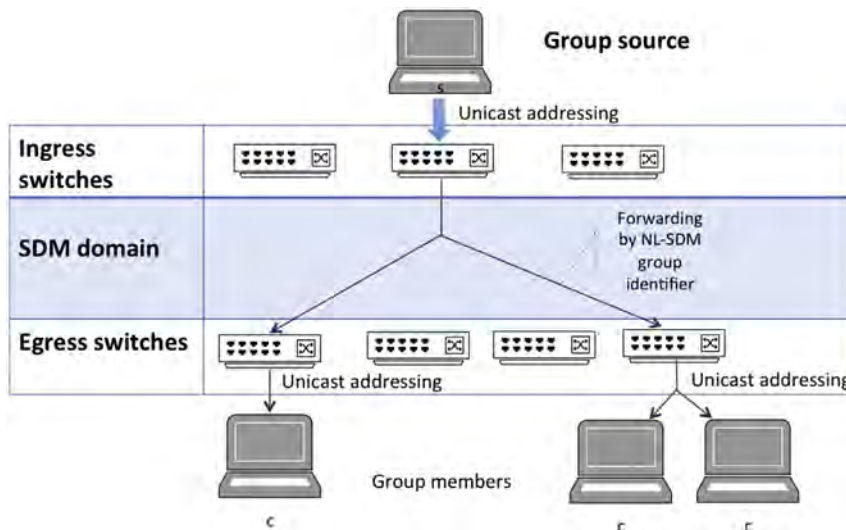 Group source
s
Unicast addressing
Ingress
switches
SDM domain
Forwarding
by NL-SDM
group
identifier
Egress switches
Unicast addressing
Unicast addressing
Group members
c